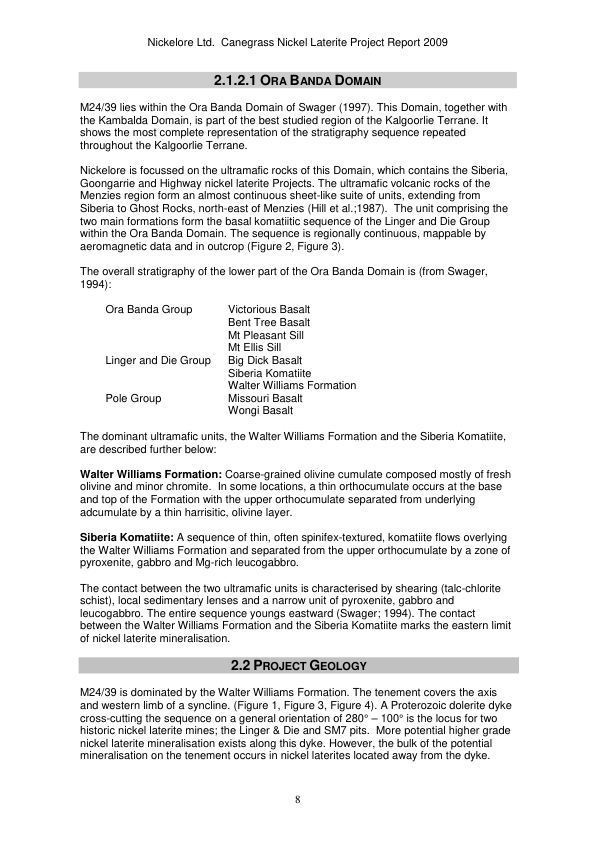 Nickelore Ltd.  Canegrass Nickel Laterite Project Report 2009
2.1.2.1 ORA BANDA DOMAIN
M24/39 lies within the Ora Banda Domain of Swager (1997). This Domain, together with
the Kambalda Domain, is part of the best studied region of the Kalgoorlie Terrane. It
shows the most complete representation of the stratigraphy sequence repeated
throughout the Kalgoorlie Terrane.
Nickelore is focussed on the ultramafic rocks of this Domain, which contains the Siberia,
Goongarrie and Highway nickel laterite Projects. The ultramafic volcanic rocks of the
Menzies region form an almost continuous sheet-like suite of units, extending from
Siberia to Ghost Rocks, north-east of Menzies (Hill et al.;1987).  The unit comprising the
two main formations form the basal komatiitic sequence of the Linger and Die Group
within the Ora Banda Domain. The sequence is regionally continuous, mappable by
aeromagnetic data and in outcrop (Figure 2, Figure 3).
The overall stratigraphy of the lower part of the Ora Banda Domain is (from Swager,
1994):
Ora Banda Group Victorious Basalt
Bent Tree Basalt
Mt Pleasant Sill
Mt Ellis Sill
Linger and Die Group Big Dick Basalt
Siberia Komatiite
Walter Williams Formation
Pole Group Missouri Basalt
Wongi Basalt
The dominant ultramafic units, the Walter Williams Formation and the Siberia Komatiite,
are described further below:
Walter Williams Formation: Coarse-grained olivine cumulate composed mostly of fresh
olivine and minor chromite.  In some locations, a thin orthocumulate occurs at the base
and top of the Formation with the upper orthocumulate separated from underlying
adcumulate by a thin harrisitic, olivine layer.
Siberia Komatiite: A sequence of thin, often spinifex-textured, komatiite flows overlying
the Walter Williams Formation and separated from the upper orthocumulate by a zone of
pyroxenite, gabbro and Mg-rich leucogabbro.
The contact between the two ultramafic units is characterised by shearing (talc-chlorite
schist), local sedimentary lenses and a narrow unit of pyroxenite, gabbro and
leucogabbro. The entire sequence youngs eastward (Swager; 1994). The contact
between the Walter Williams Formation and the Siberia Komatiite marks the eastern limit
of nickel laterite mineralisation.
2.2 PROJECT GEOLOGY
M24/39 is dominated by the Walter Williams Formation. The tenement covers the axis
and western limb of a syncline. (Figure 1, Figure 3, Figure 4). A Proterozoic dolerite dyke
cross-cutting the sequence on a general orientation of 280° – 100° is the locus for two
historic nickel laterite mines; the Linger & Die and SM7 pits.  More potential higher grade
nickel laterite mineralisation exists along this dyke. However, the bulk of the potential
mineralisation on the tenement occurs in nickel laterites located away from the dyke.
8